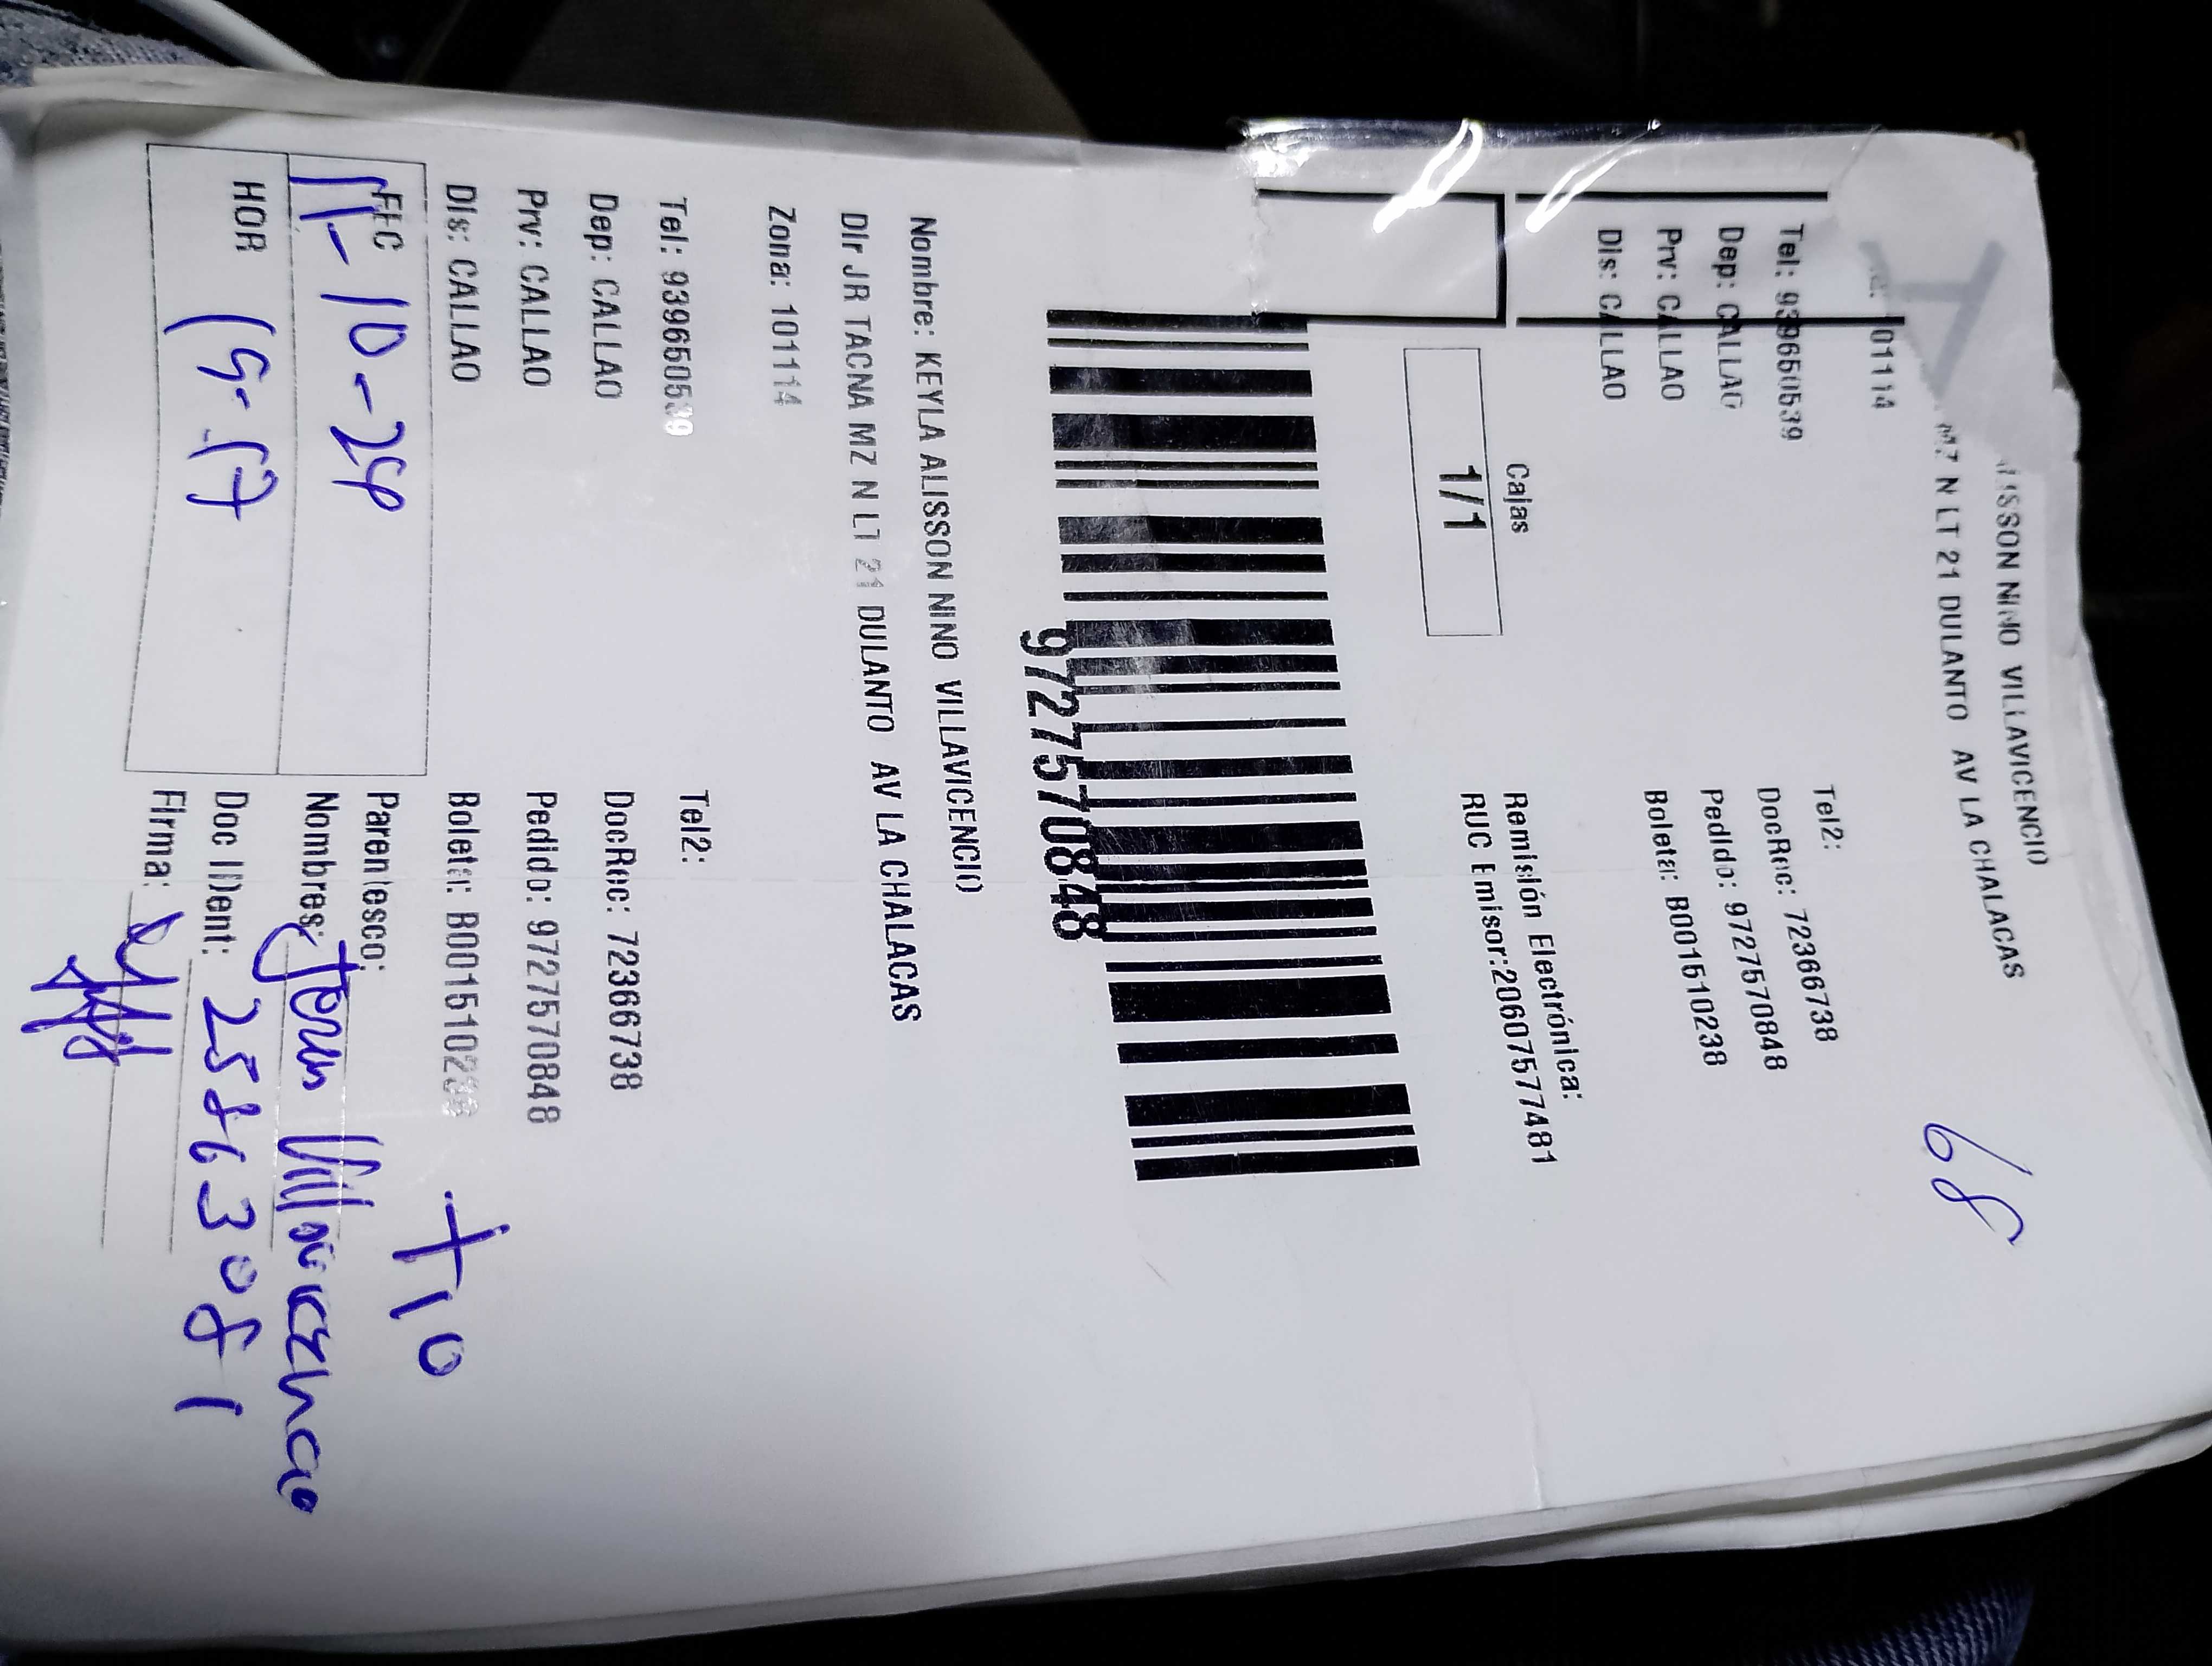 68
ALISSON NINO VILLAVICENCIO
MZ N LT 21 DULANTO AV LA CHALACAS
01114
Tel: 939650539 Tel2:
Dep: CALLAO DocRec: 72366738
Prv: CALLAO Pedido: 9727570848
Dis: CALLAO Boleta: B001510238
Cajas Remisión Electrónica:
1/1 RUC Emisor:20607577481
9727570848
Nombre: KEYLA ALISSON NINO VILLAVICENCIO
Dir JR TACNA MZ N LT 21 DULANTO AV LA CHALACAS
Zona: 101114
Tel: 939650539 Tel2:
Dep: CALLAO DocRec: 72366738
Prv: CALLAO Pedido: 9727570848
Dis: CALLAO Boleta: B001510238
FEC 11-10-24 Parentesco: TIO
Nombres: Villavicencio
HOR Doc IDent: 25863081
Firma: